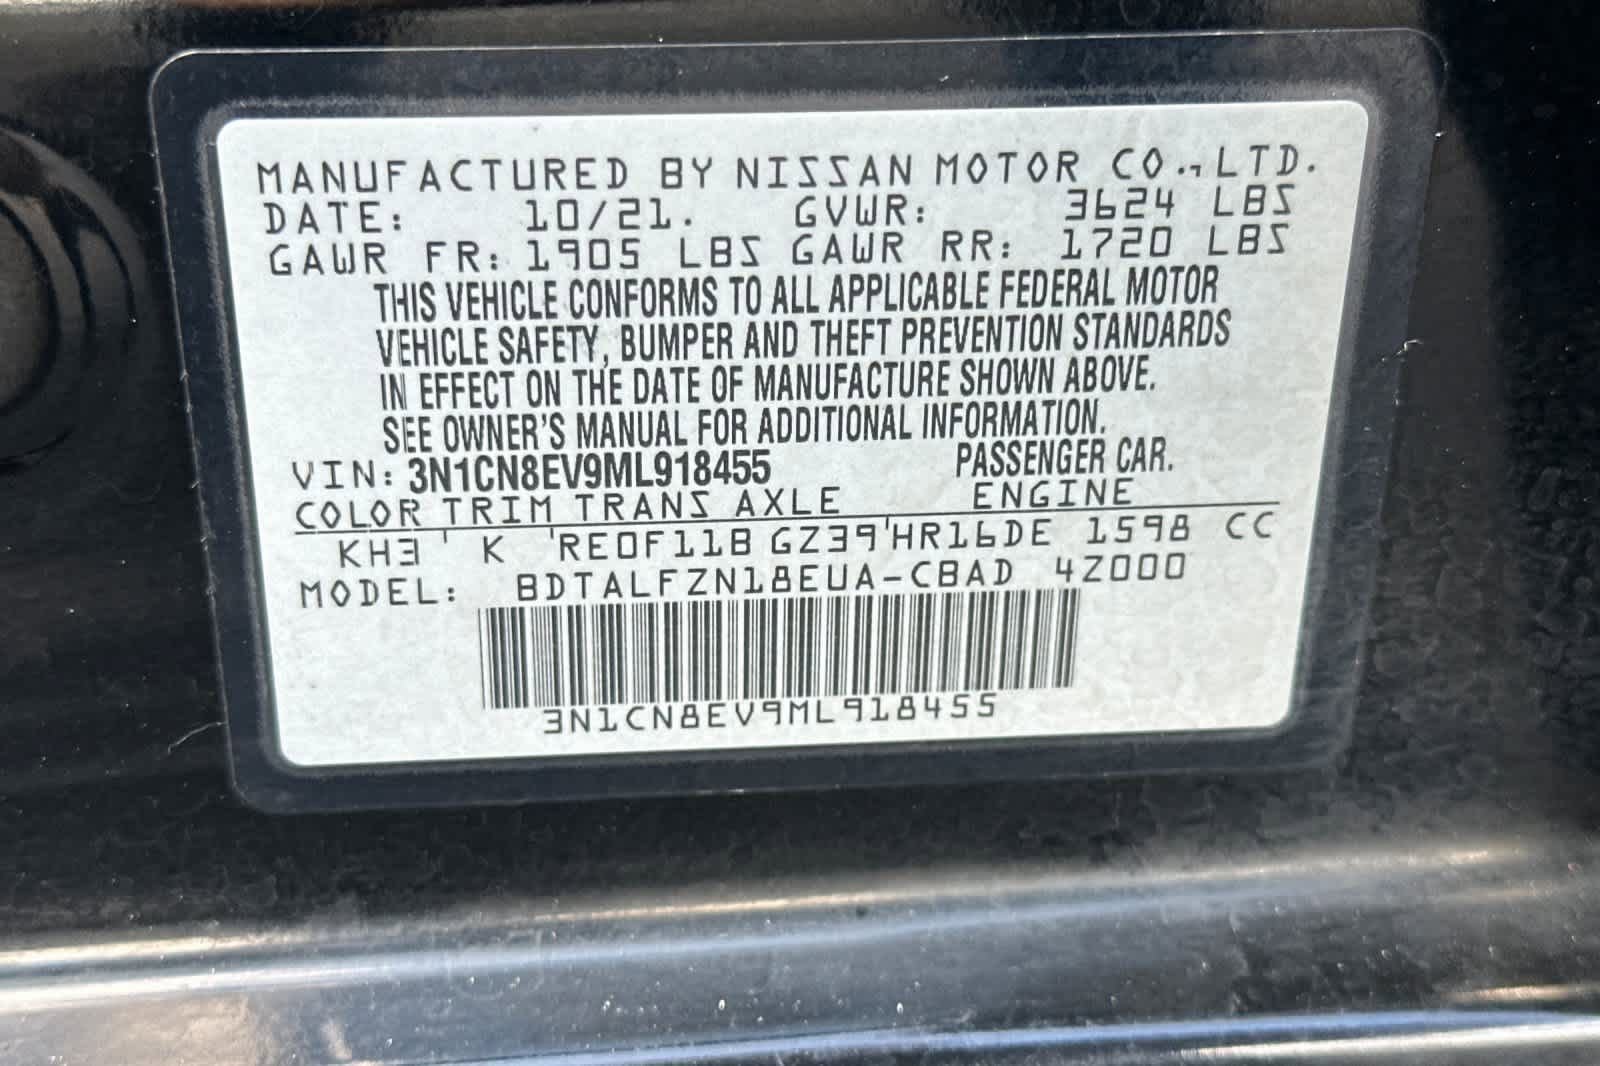 MANUFACTURED BY NISSAN MOTOR CO.,LTD.
DATE: 10/21. GVWR: 3624 LBS
GAWR FR: 1905 LBS GAWR RR: 1720 LBS
THIS VEHICLE CONFORMS TO ALL APPLICABLE FEDERAL MOTOR
VEHICLE SAFETY, BUMPER AND THEFT PREVENTION STANDARDS
IN EFFECT ON THE DATE OF MANUFACTURE SHOWN ABOVE.
SEE OWNER'S MANUAL FOR ADDITIONAL INFORMATION.
VIN: 3N1CN8EV9ML918455 PASSENGER CAR.
COLOR TRIM TRANS AXLE ENGINE
KH3 ' K 'RE0F11B GZ39'HR16DE 1598 CC
MODEL: BDTALFZN18EUA-CBAD 4Z000
3N1CN8EV9ML918455